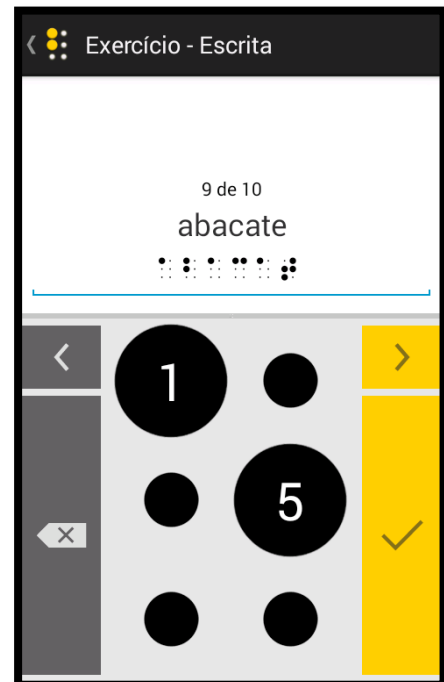 Exercício - Escrita
9 de 10
abacate
⠁⠃⠁⠉⠁⠞
1
5